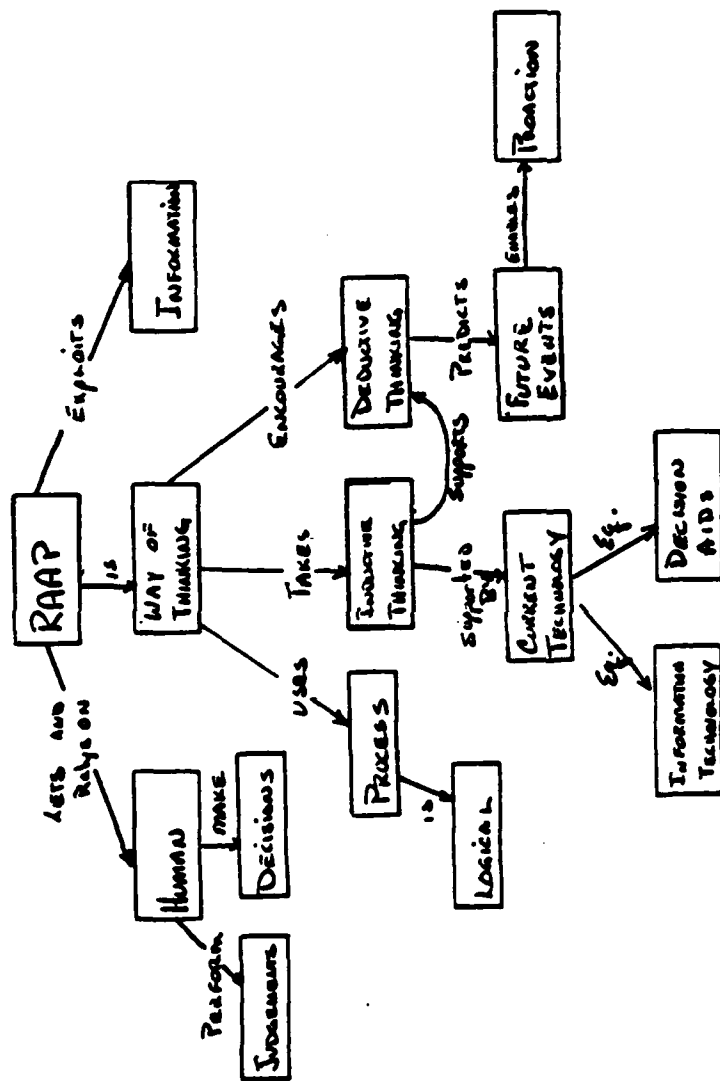 RAAP
Exploits
INFORMATION
IS
LETS AND
Relys on
WAY OF
THINKING
HUMAN
MAKE
DECISIONS
PERFORM
JUDGEMENTS
USES
PROCESS
IS
LOGICAL
TAKES
INDUCTIVE
THINKING
ENCOURAGES
DEDUCTIVE
THINKING
Supports
Supported
By
CURRENT
TECHNOLOGY
Eg.
INFORMATION
TECHNOLOGY
Eg.
DECISION
AIDS
PREDICTS
FUTURE
EVENTS
ENABLES
PROACTION